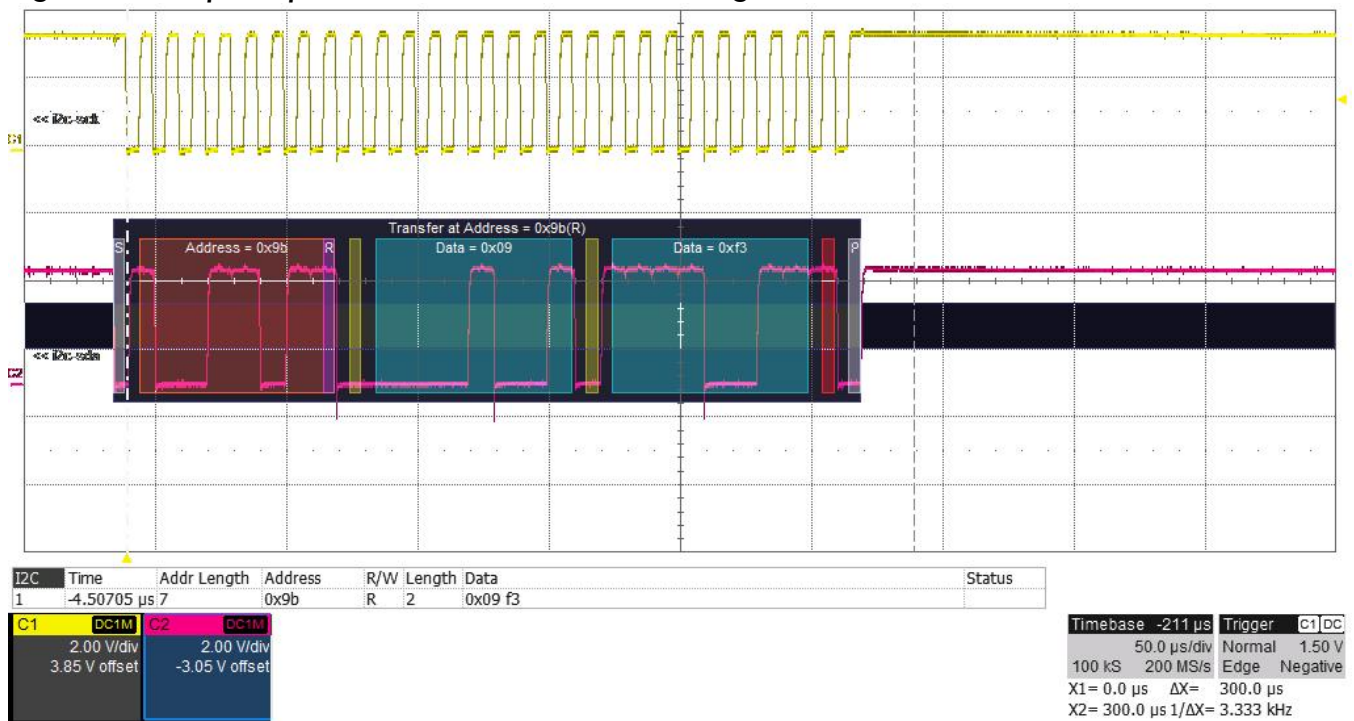 << i2c-sck
C1
Transfer at Address = 0x9b(R)
S Address = 0x9b R Data = 0x09 Data = 0xf3 P
<< i2c-sda
C2
I2C Time Addr Length Address R/W Length Data Status
1 -4.50705 µs 7 0x9b R 2 0x09 f3
C1 DC1M C2 DC1M
2.00 V/div 2.00 V/div
3.85 V offset -3.05 V offset
Timebase -211 µs Trigger C1 DC
50.0 µs/div Normal 1.50 V
100 kS 200 MS/s Edge Negative
X1= 0.0 µs ΔX= 300.0 µs
X2= 300.0 µs 1/ΔX= 3.333 kHz